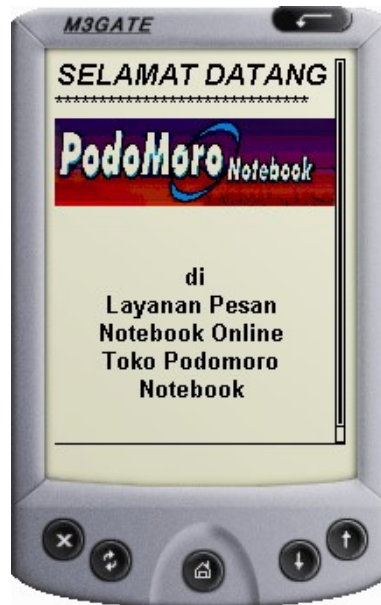 M3GATE
SELAMAT DATANG
*****************************
PodoMoro Notebook
di
Layanan Pesan
Notebook Online
Toko Podomoro
Notebook